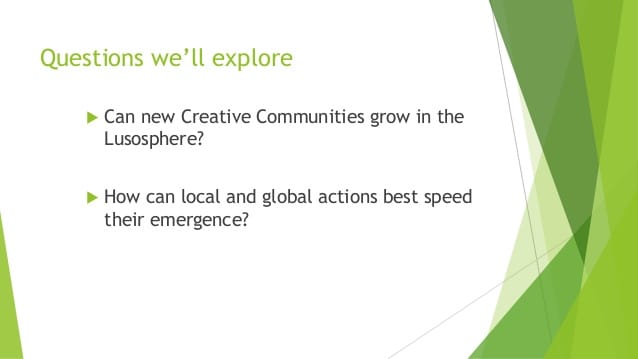 Questions we’ll explore
Can new Creative Communities grow in the
Lusosphere?
How can local and global actions best speed
their emergence?